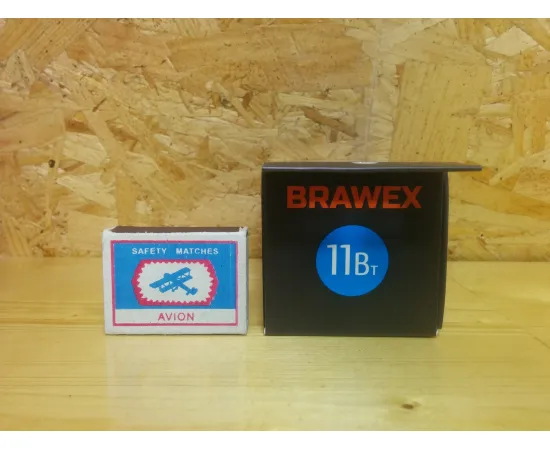 SAFETY MATCHES
AVION
BRAWEX
11Вт